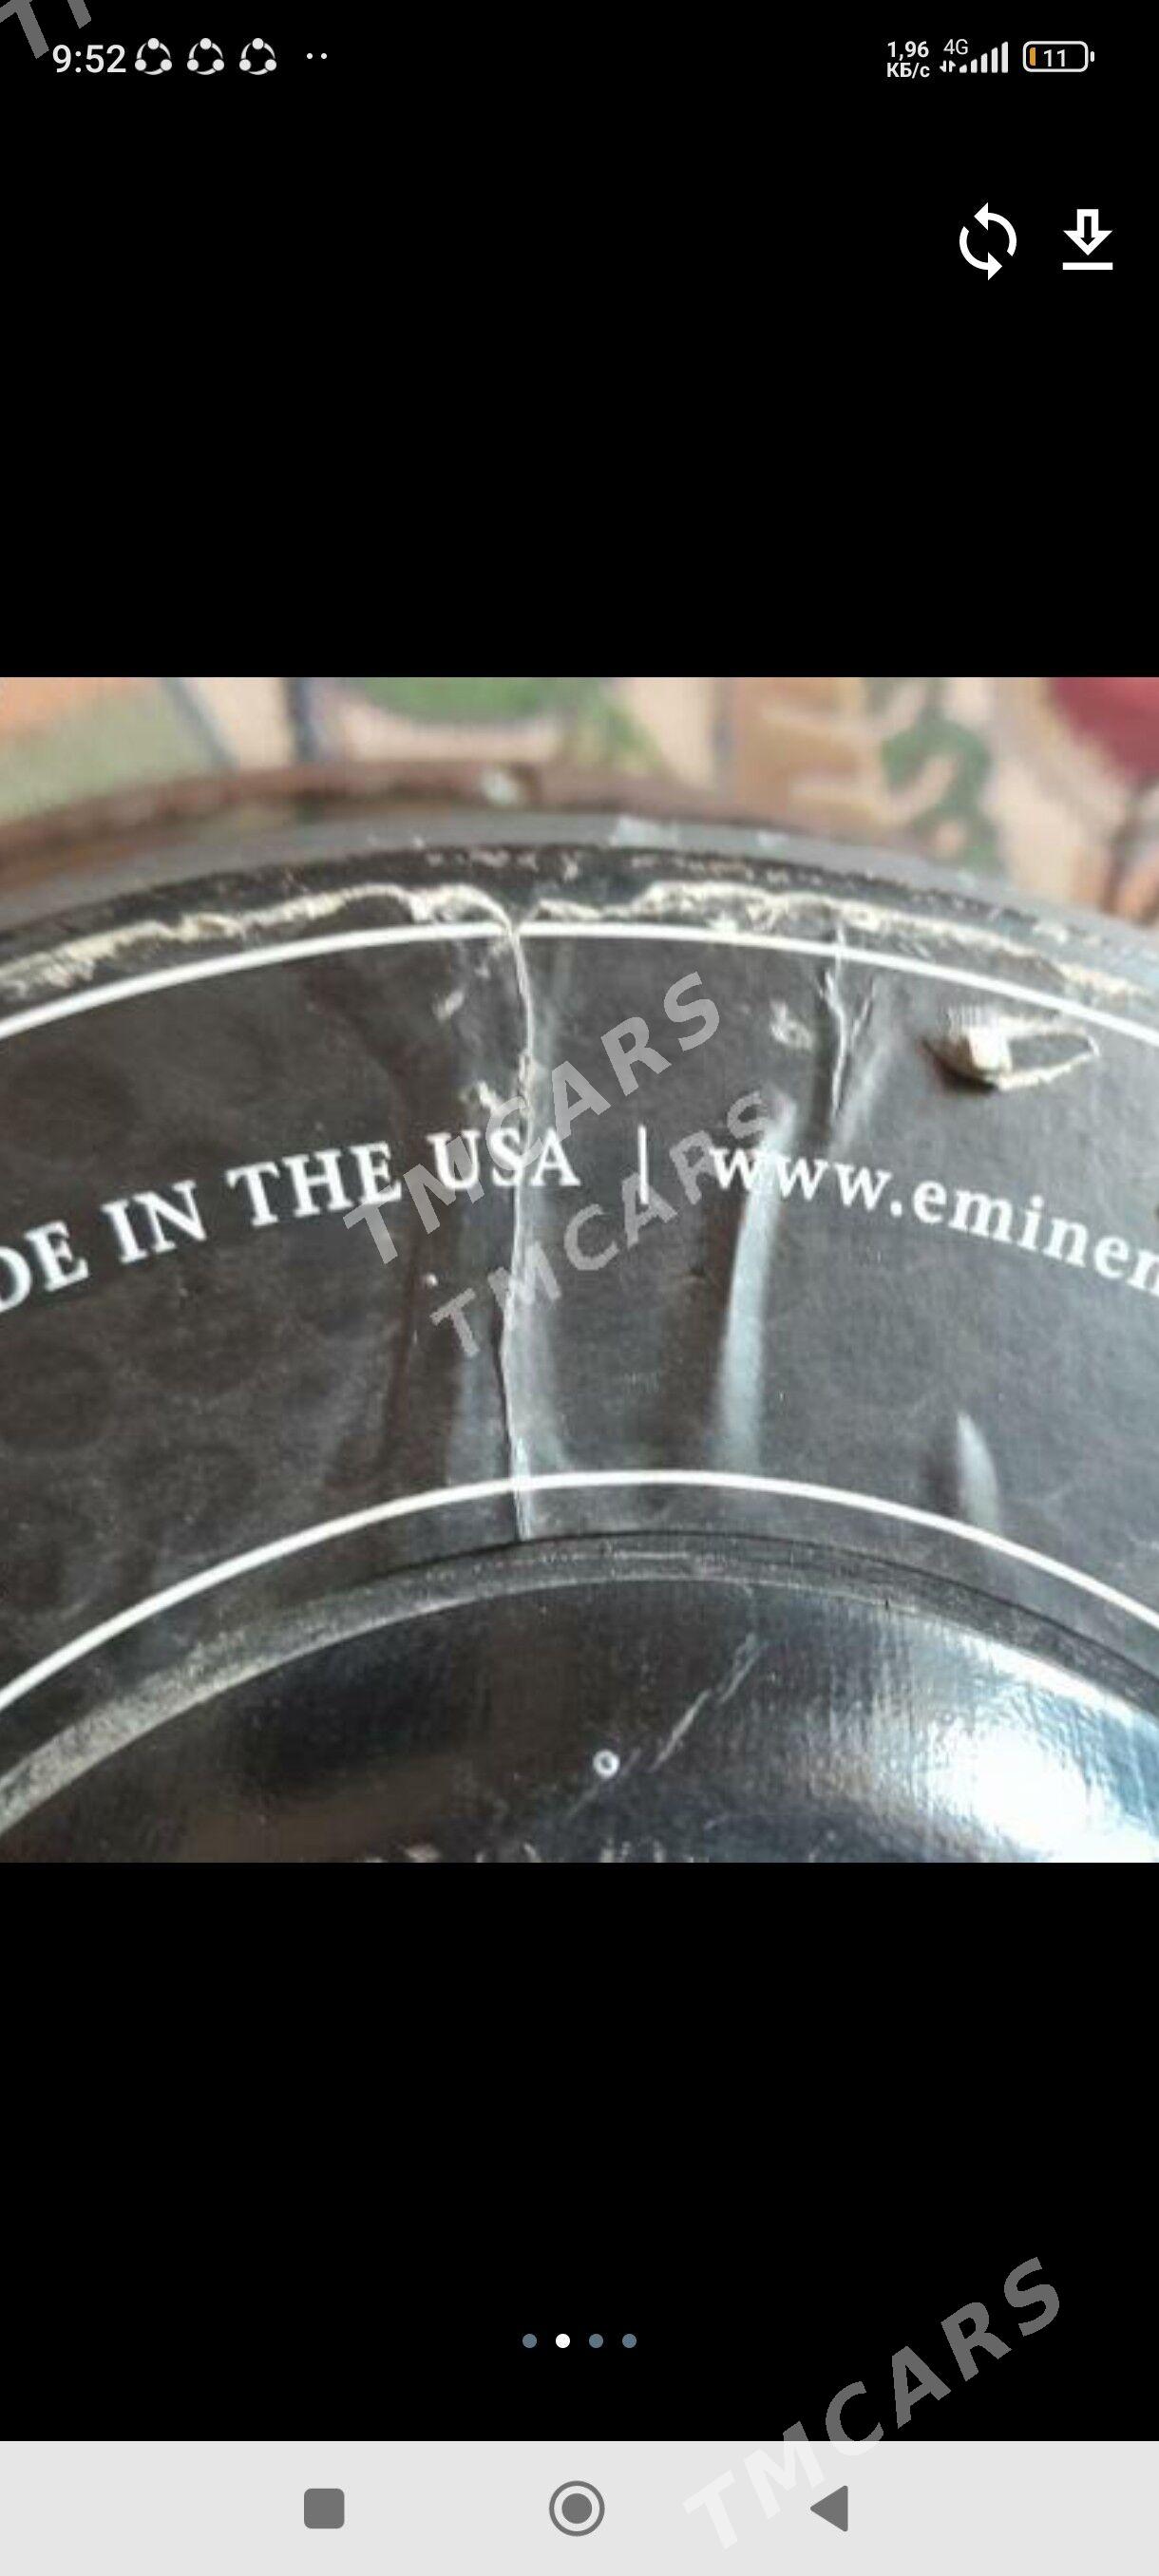 9:52
1,96
КБ/с
4G
11
DE IN THE USA | www.eminen
TMCARS
TMCARS
TMCARS